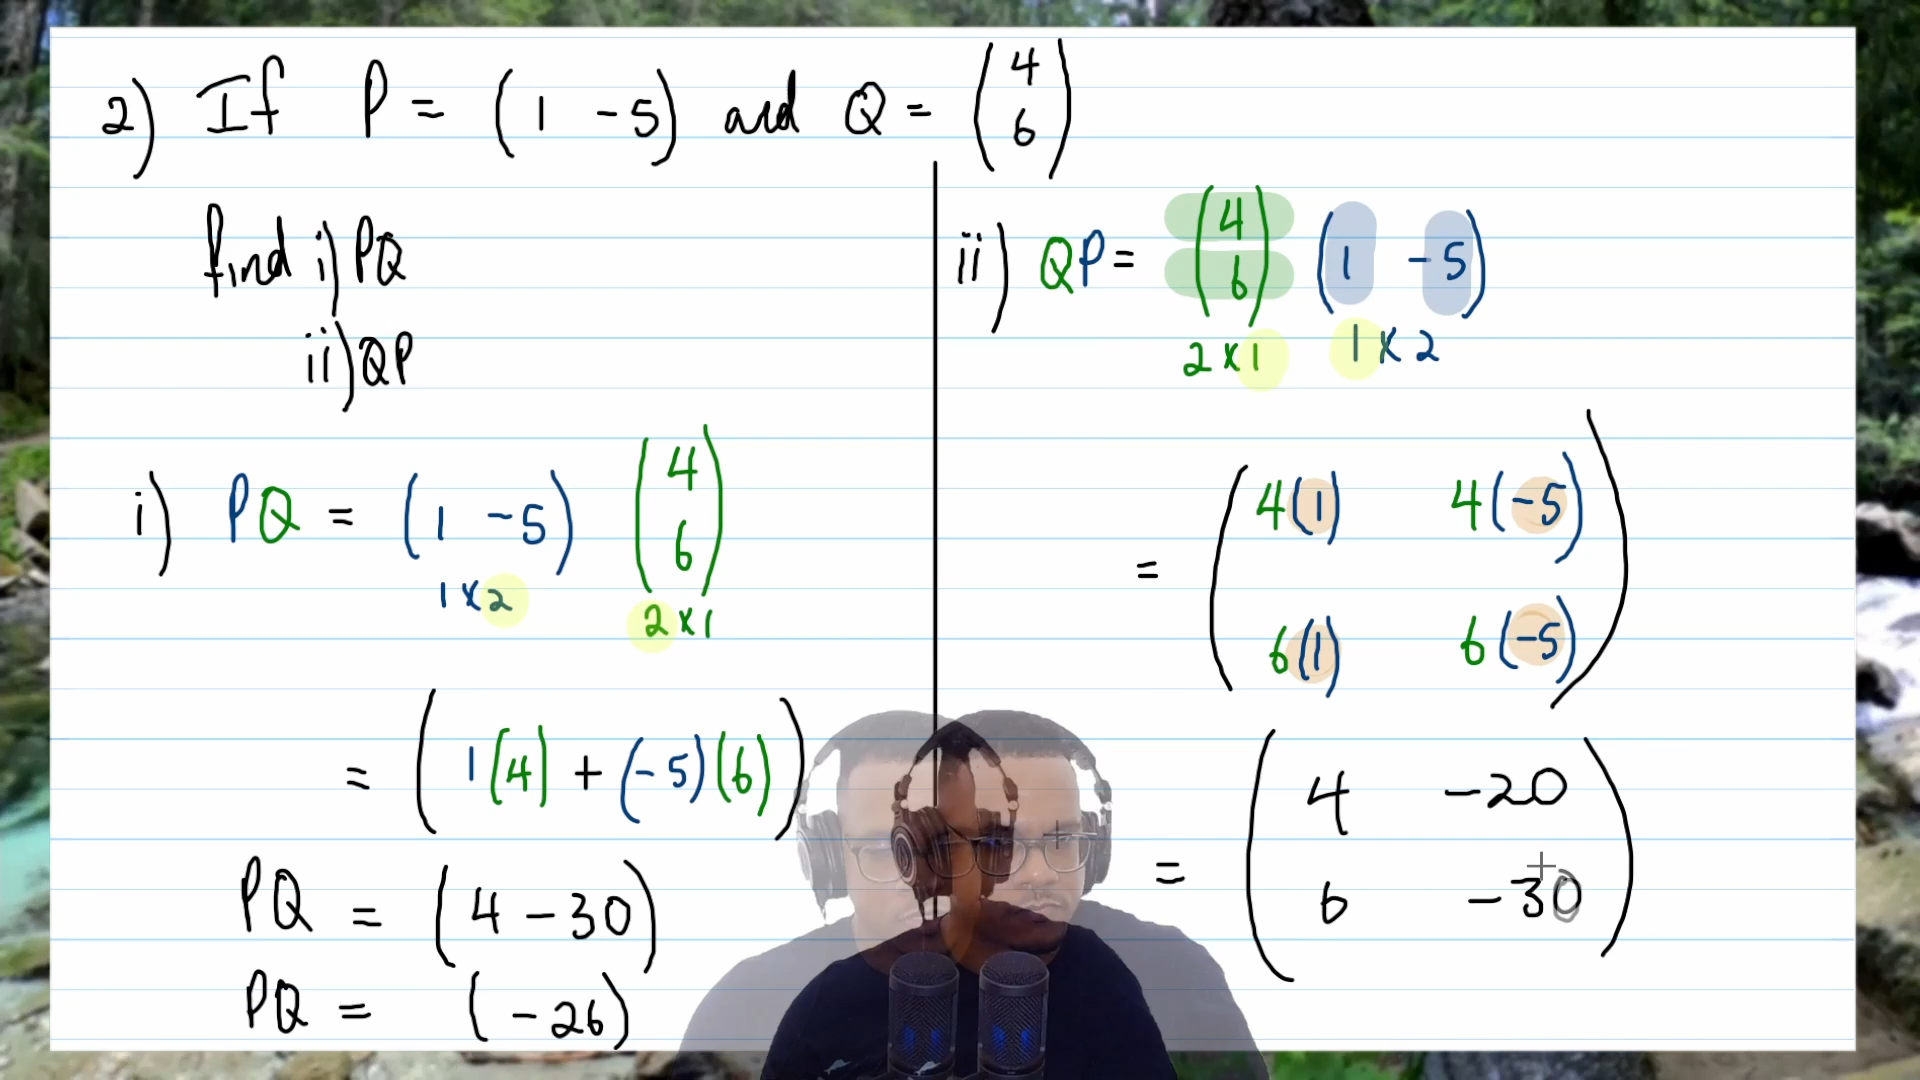 2) If P = (1 -5) and Q = (4
6)
find i) PQ
ii) QP
i) PQ = (1 -5) (4
6)
1x2 2x1
= (1(4) + (-5)(6))
PQ = (4 - 30)
PQ = (-26)
ii) QP = (4
6) (1 -5)
2x1 1x2
= (4(1) 4(-5)
6(1) 6(-5))
= (4 -20
6 -30)